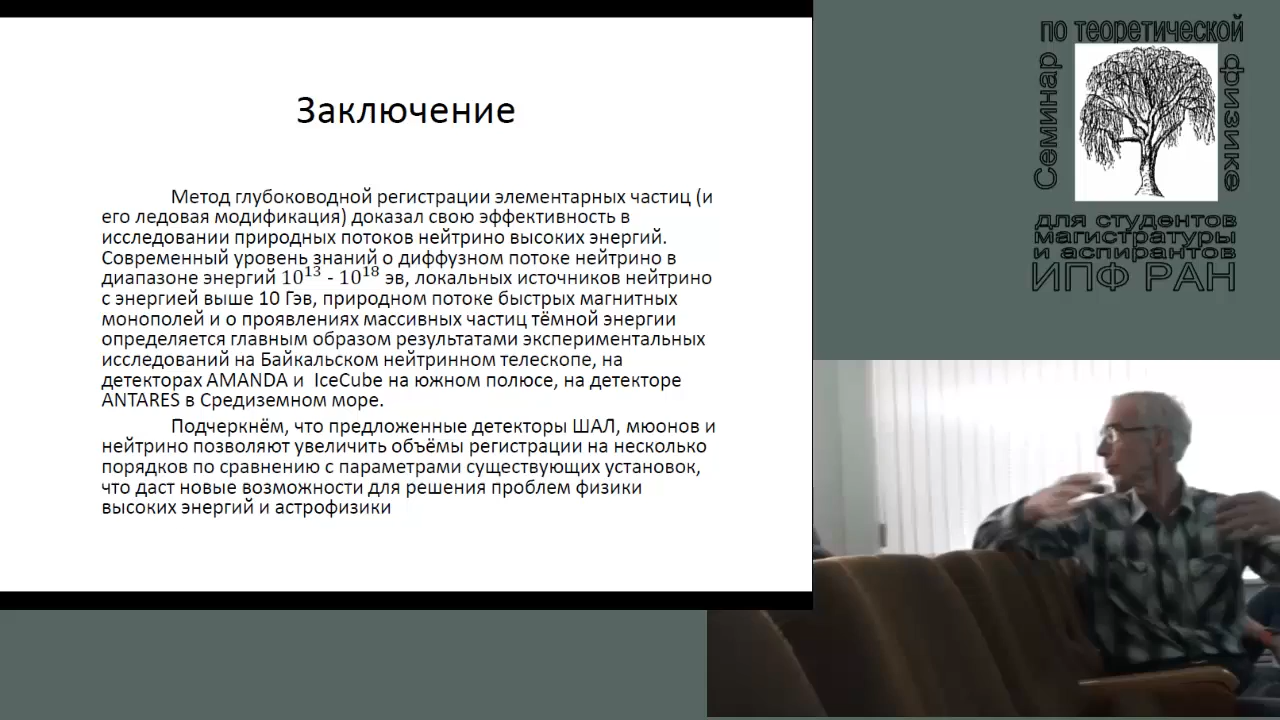 Заключение
Метод глубоководной регистрации элементарных частиц (и
его ледовая модификация) доказал свою эффективность в
исследовании природных потоков нейтрино высоких энергий.
Современный уровень знаний о диффузном потоке нейтрино в
диапазоне энергий 10¹³ - 10¹⁸ эв, локальных источников нейтрино
с энергией выше 10 Гэв, природном потоке быстрых магнитных
монополей и о проявлениях массивных частиц тёмной энергии
определяется главным образом результатами экспериментальных
исследований на Байкальском нейтринном телескопе, на
детекторах AMANDA и IceCube на южном полюсе, на детекторе
ANTARES в Средиземном море.
Подчеркнём, что предложенные детекторы ШАЛ, мюонов и
нейтрино позволяют увеличить объёмы регистрации на несколько
порядков по сравнению с параметрами существующих установок,
что даст новые возможности для решения проблем физики
высоких энергий и астрофизики
Семинар
по теоретической
физике
для студентов
магистратуры
и аспирантов
ИПФ РАН